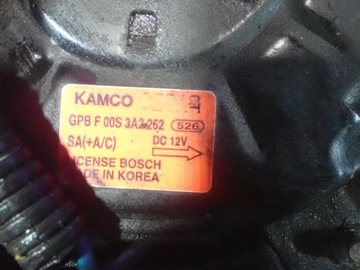 KAMCO
GPB F 00S 3A2 262 526
SA(+A/C) DC 12V
ICENSE BOSCH
DE IN KOREA